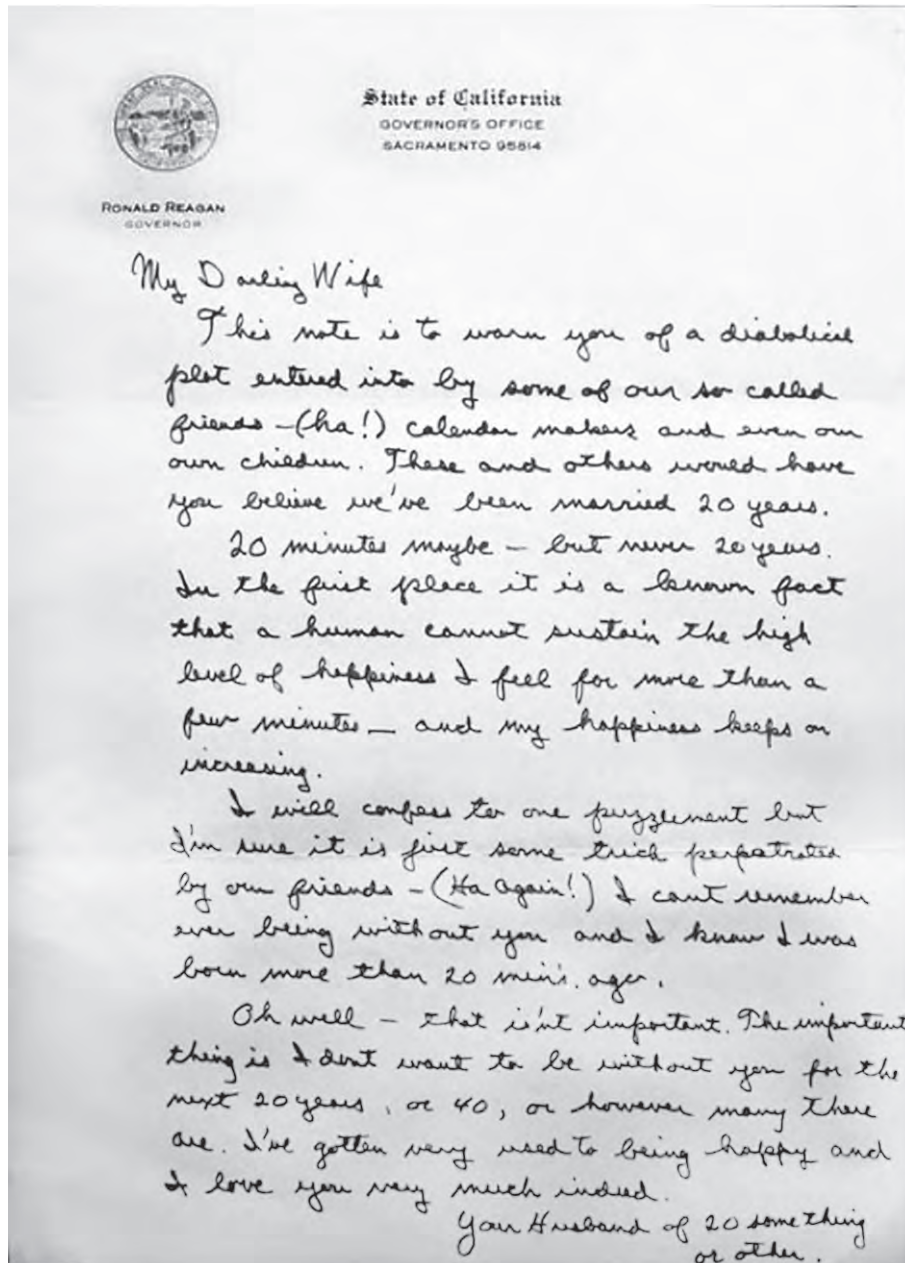 State of California
GOVERNOR'S OFFICE
SACRAMENTO 95814
RONALD REAGAN
GOVERNOR
My Darling Wife
This note is to warn you of a diabolical
plot entered into by some of our so called
friends - (ha!) calendar makers and even our
own children. These and others would have
you believe we've been married 20 years.
20 minutes maybe - but never 20 years.
In the first place it is a known fact
that a human cannot sustain the high
level of happiness I feel for more than a
few minutes - and my happiness keeps on
increasing.
I will confess to one puzzlement but
I'm sure it is just some trick perpetrated
by our friends - (Ha Again!) I cant remember
ever being without you and I know I was
born more than 20 min's. ago.
Oh well - that is'nt important. The important
thing is I dont want to be without you for the
next 20 years, or 40, or however many there
are. I've gotten very used to being happy and
I love you very much indeed.
Your Husband of 20 something
or other.